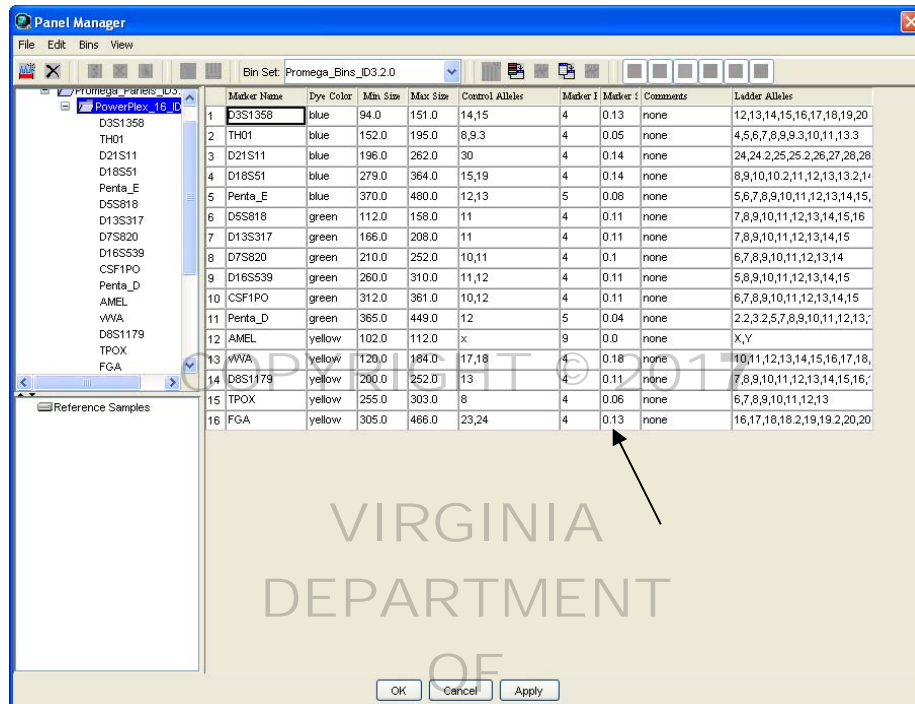 Panel Manager
File Edit Bins View
Bin Set: Promega_Bins_ID3.2.0
Promega_Panels_ID3.
PowerPlex_16_ID
D3S1358
TH01
D21S11
D18S51
Penta_E
D5S818
D13S317
D7S820
D16S539
CSF1PO
Penta_D
AMEL
vWA
D8S1179
TPOX
FGA
Reference Samples
Marker Name Dye Color Min Size Max Size Control Alleles Marker Marker Comments Ladder Alleles
1 D3S1358 blue 94.0 151.0 14,15 4 0.13 none 12,13,14,15,16,17,18,19,20
2 TH01 blue 152.0 195.0 8,9.3 4 0.05 none 4,5,6,7,8,9,9.3,10,11,13.3
3 D21S11 blue 196.0 262.0 30 4 0.14 none 24,24.2,25,25.2,26,27,28,28
4 D18S51 blue 279.0 364.0 15,19 4 0.14 none 8,9,10,10.2,11,12,13,13.2,14
5 Penta_E blue 370.0 480.0 12,13 5 0.08 none 5,6,7,8,9,10,11,12,13,14,15,
6 D5S818 green 112.0 158.0 11 4 0.11 none 7,8,9,10,11,12,13,14,15,16
7 D13S317 green 166.0 208.0 11 4 0.11 none 7,8,9,10,11,12,13,14,15
8 D7S820 green 210.0 252.0 10,11 4 0.1 none 6,7,8,9,10,11,12,13,14
9 D16S539 green 260.0 310.0 11,12 4 0.11 none 5,8,9,10,11,12,13,14,15
10 CSF1PO green 312.0 361.0 10,12 4 0.11 none 6,7,8,9,10,11,12,13,14,15
11 Penta_D green 365.0 449.0 12 5 0.04 none 2.2,3.2,5,7,8,9,10,11,12,13,
12 AMEL yellow 102.0 112.0 x 9 0.0 none X,Y
13 vWA yellow 120.0 184.0 17,18 4 0.18 none 10,11,12,13,14,15,16,17,18,
14 D8S1179 yellow 200.0 252.0 13 4 0.11 none 7,8,9,10,11,12,13,14,15,16,
15 TPOX yellow 255.0 303.0 8 4 0.06 none 6,7,8,9,10,11,12,13
16 FGA yellow 305.0 466.0 23,24 4 0.13 none 16,17,18,18.2,19,19.2,20,20
COPYRIGHT © 2017
VIRGINIA
DEPARTMENT
OF
OK Cancel Apply